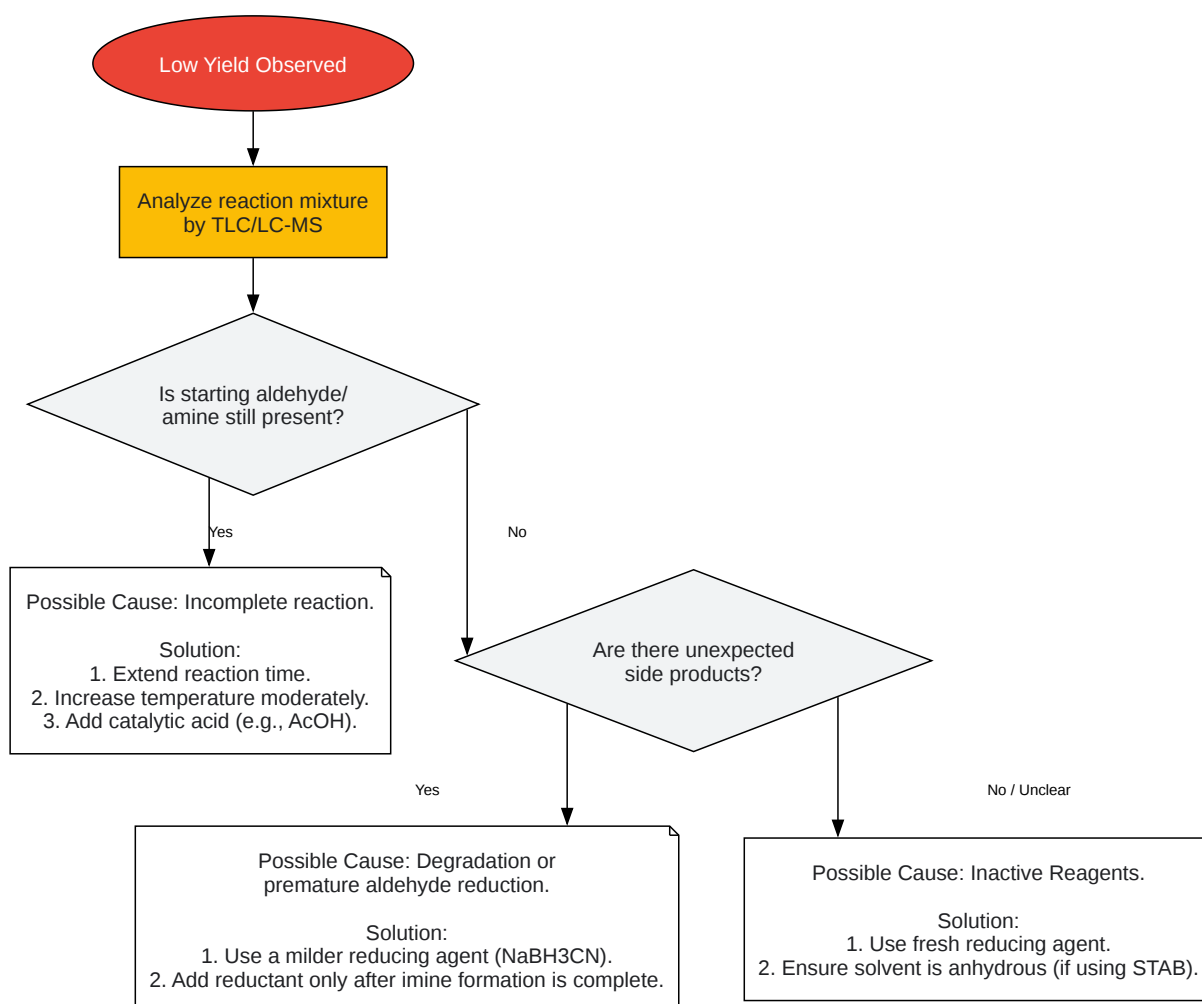 Low Yield Observed
Analyze reaction mixture
by TLC/LC-MS
Is starting aldehyde/
amine still present?
Yes
No
Possible Cause: Incomplete reaction.
Solution:
1. Extend reaction time.
2. Increase temperature moderately.
3. Add catalytic acid (e.g., AcOH).
Are there unexpected
side products?
Yes
No / Unclear
Possible Cause: Degradation or
premature aldehyde reduction.
Solution:
1. Use a milder reducing agent (NaBH3CN).
2. Add reductant only after imine formation is complete.
Possible Cause: Inactive Reagents.
Solution:
1. Use fresh reducing agent.
2. Ensure solvent is anhydrous (if using STAB).